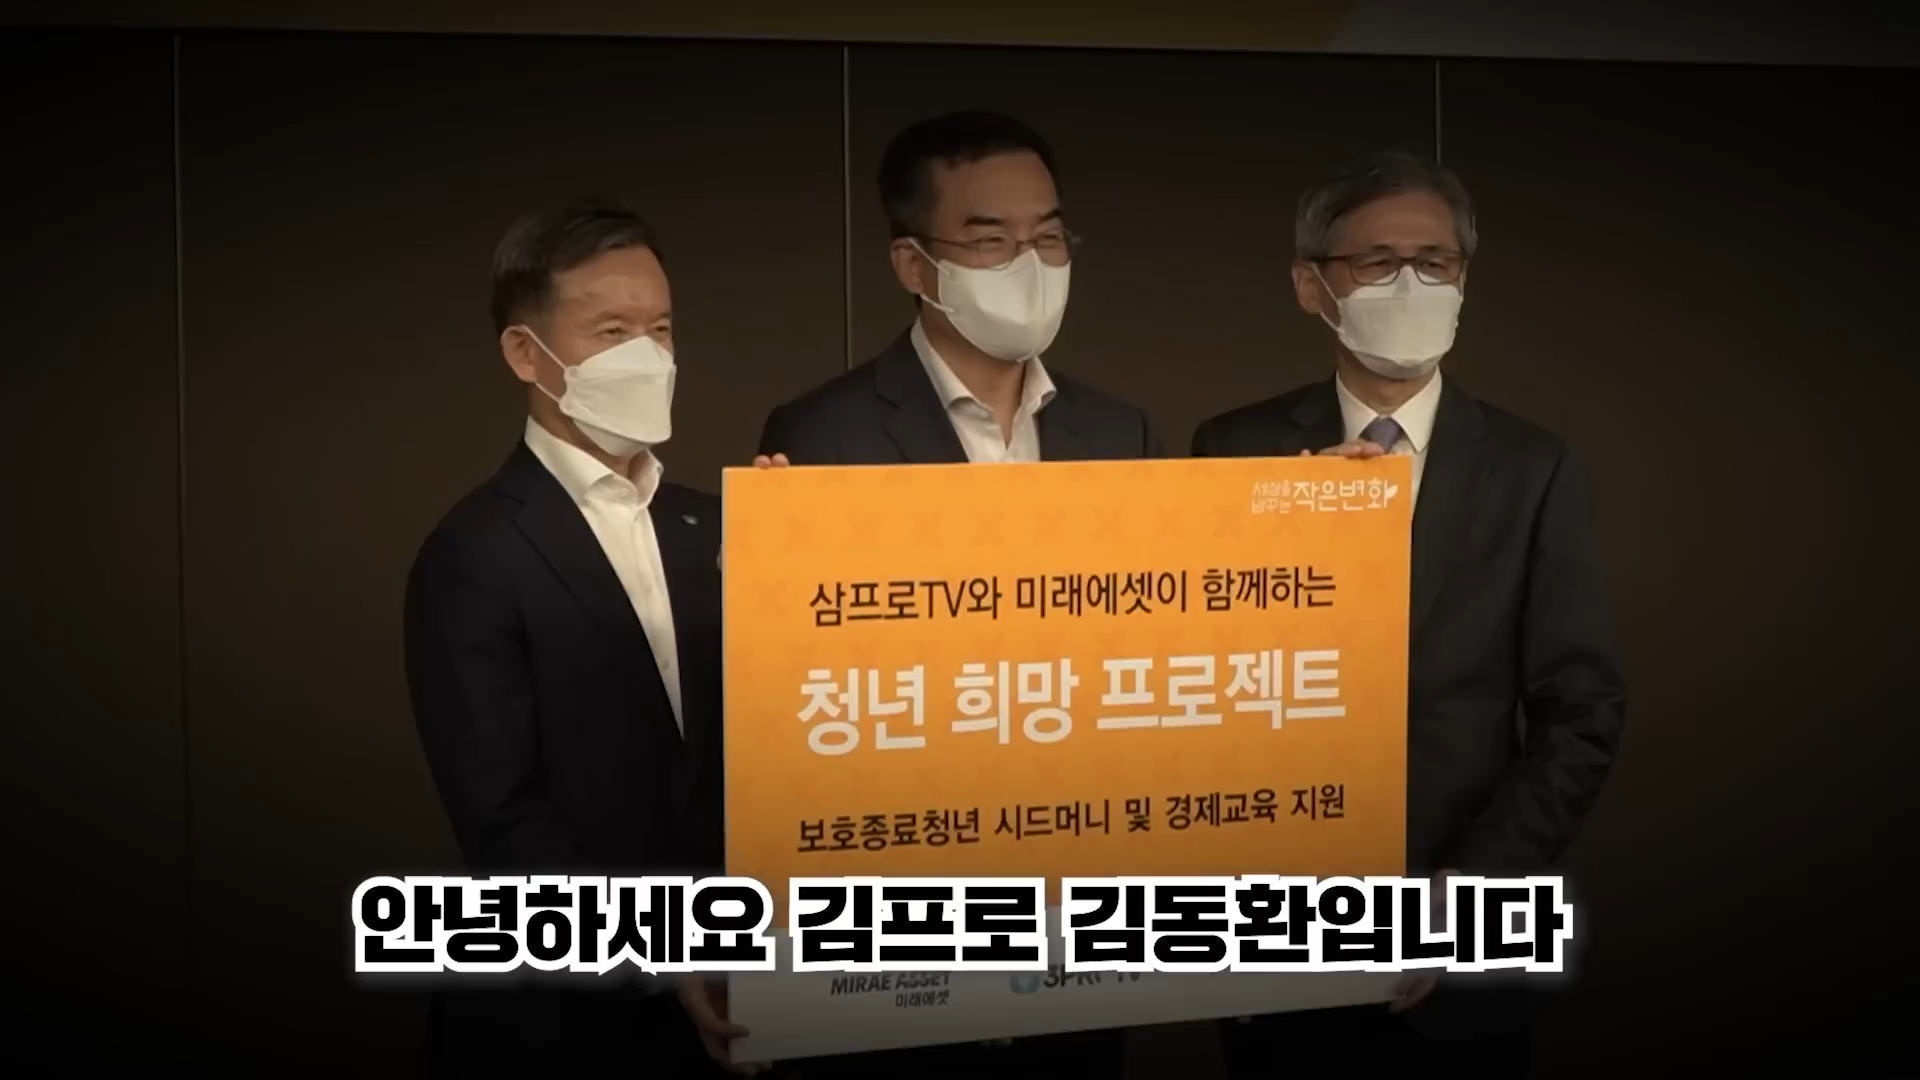 세상을
바꾸는 작은변화
삼프로TV와 미래에셋이 함께하는
청년 희망 프로젝트
보호종료청년 시드머니 및 경제교육 지원
안녕하세요 김프로 김동환입니다
MIRAE ASSET
미래에셋